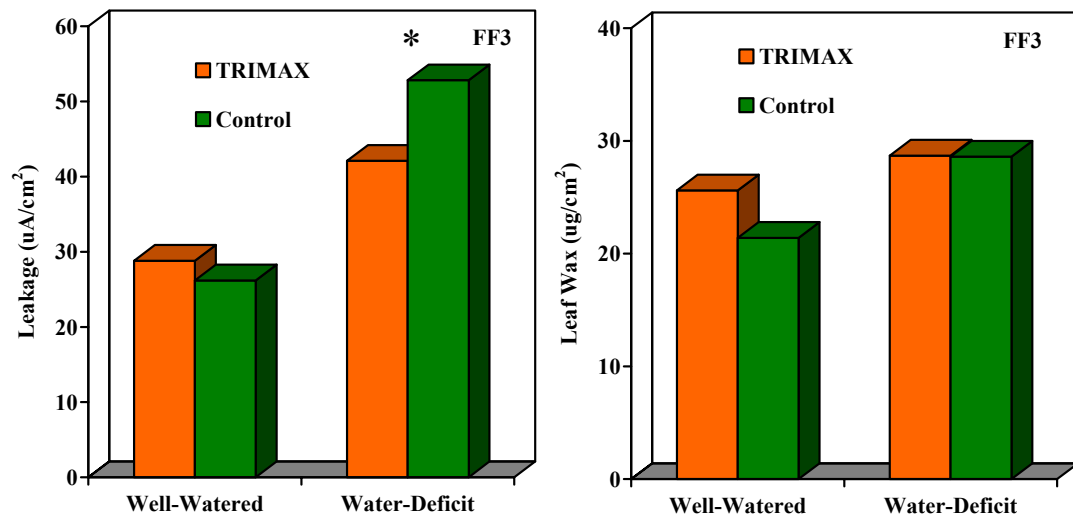 60
50
40
30
20
10
0
Leakage (uA/cm²)
*
FF3
TRIMAX
Control
Well-Watered
Water-Deficit
40
30
20
10
0
Leaf Wax (ug/cm²)
FF3
TRIMAX
Control
Well-Watered
Water-Deficit